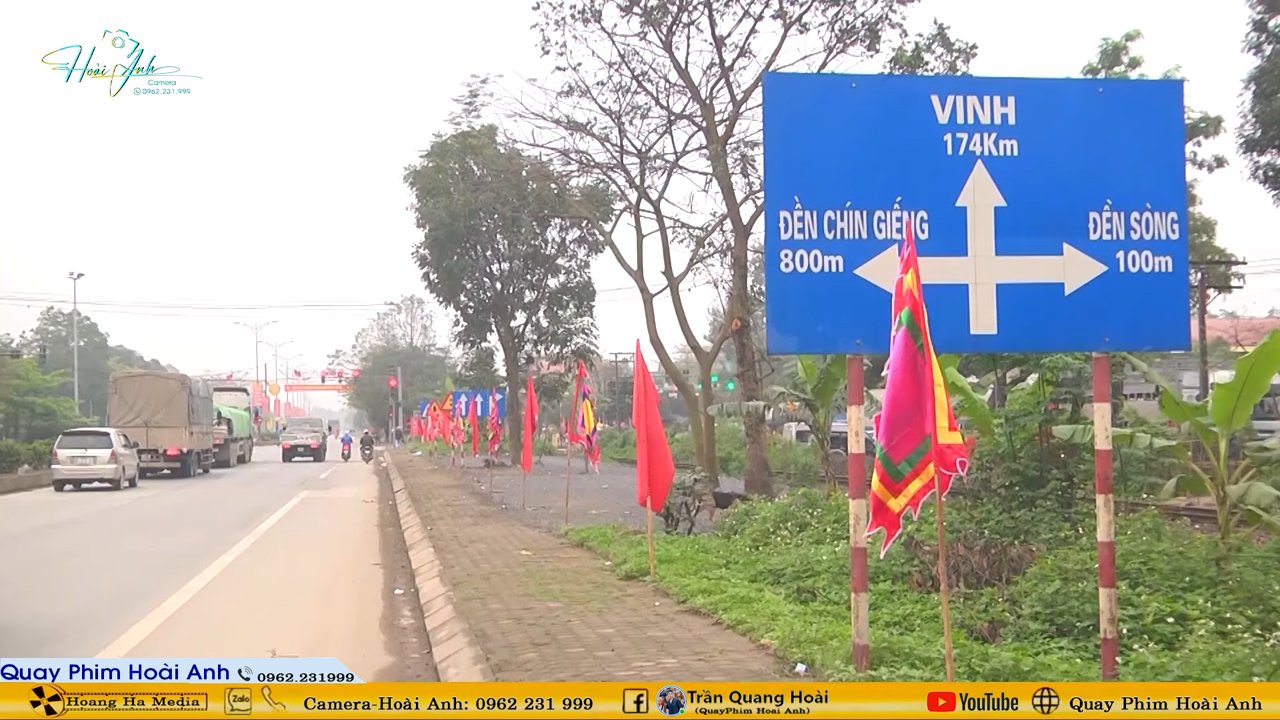 Hoài Anh
Camera
0962.231.999
VINH
174Km
ĐỀN CHÍN GIẾNG
800m
ĐỀN SÒNG
100m
Quay Phim Hoài Anh 0962.231999
Hoang Ha Media
Zalo
Camera-Hoài Anh: 0962 231 999
f
Trần Quang Hoài
(QuayPhim Hoài Anh)
YouTube
Quay Phim Hoài Anh